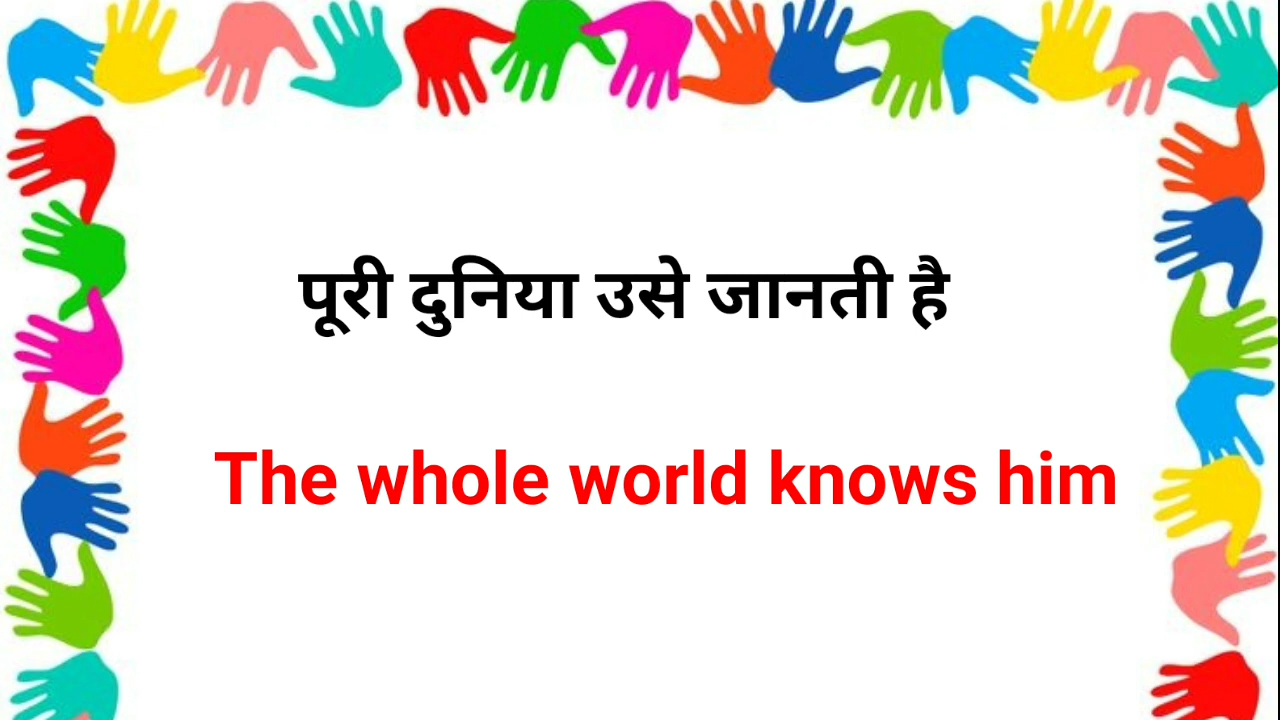 पूरी दुनिया उसे जानती है
The whole world knows him